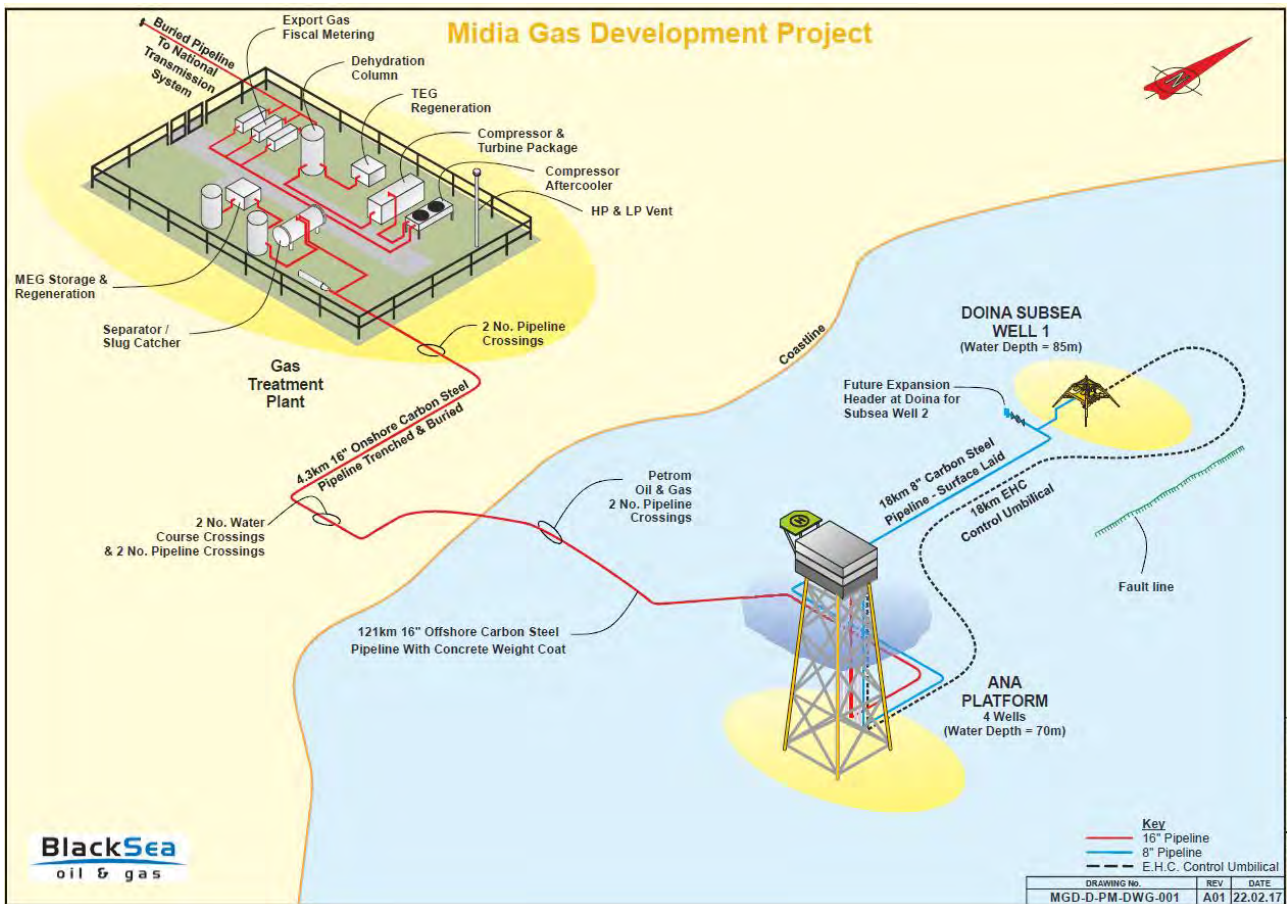 Midia Gas Development Project
Buried Pipeline
To National
Transmission
System
Export Gas
Fiscal Metering
Dehydration
Column
TEG
Regeneration
Compressor &
Turbine Package
Compressor
Aftercooler
HP & LP Vent
N
MEG Storage &
Regeneration
Separator /
Slug Catcher
Gas
Treatment
Plant
2 No. Pipeline
Crossings
Coastline
DOINA SUBSEA
WELL 1
(Water Depth = 85m)
Future Expansion
Header at Doina for
Subsea Well 2
4.3km 16" Onshore Carbon Steel
Pipeline Trenched & Buried
18km 8" Carbon Steel
Pipeline - Surface Laid
18km EHC
Control Umbilical
Fault line
Petrom
Oil & Gas
2 No. Pipeline
Crossings
2 No. Water
Course Crossings
& 2 No. Pipeline Crossings
H
121km 16" Offshore Carbon Steel
Pipeline With Concrete Weight Coat
ANA
PLATFORM
4 Wells
(Water Depth = 70m)
BlackSea
oil & gas
Key
16" Pipeline
8" Pipeline
E.H.C. Control Umbilical
DRAWING No. REV DATE
MGD-D-PM-DWG-001 A01 22.02.17